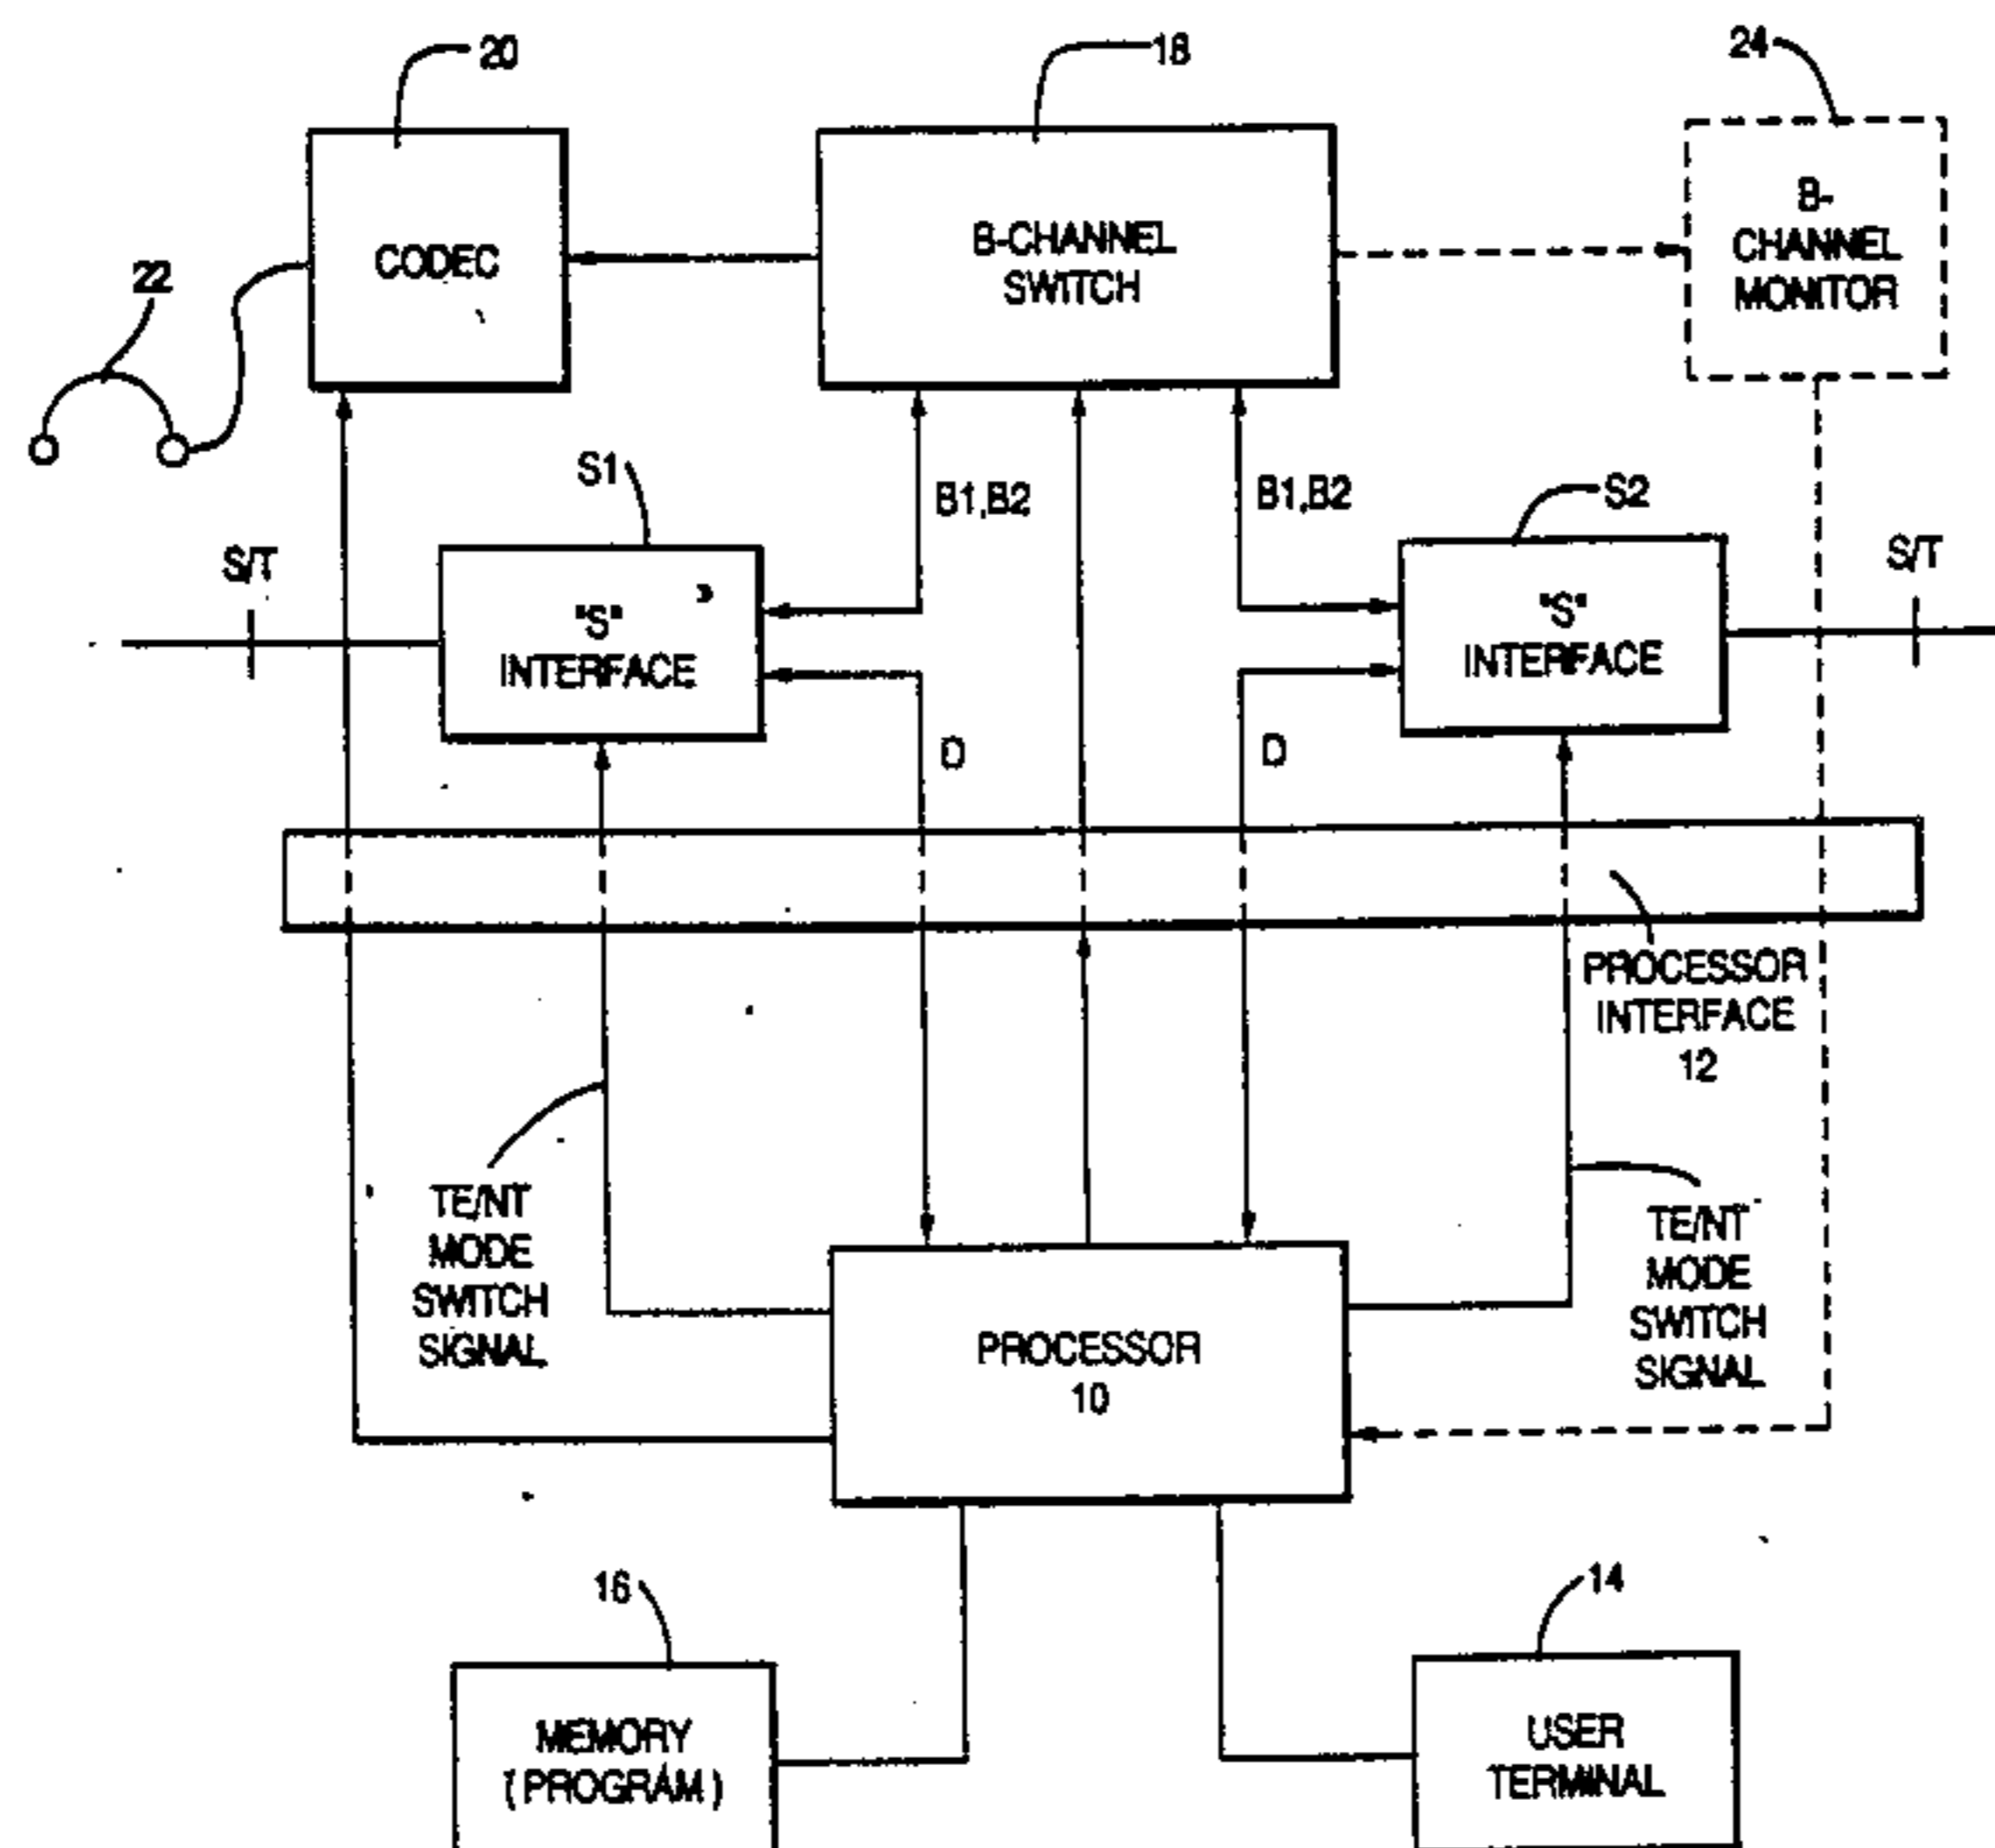 20
18
24
CODEC
B-CHANNEL
SWITCH
B-
CHANNEL
MONITOR
22
S1
B1,B2
B1,B2
S2
S/T
S/T
"S"
INTERFACE
"S"
INTERFACE
D
D
PROCESSOR
INTERFACE
12
TE/NT
MODE
SWITCH
SIGNAL
TE/NT
MODE
SWITCH
SIGNAL
PROCESSOR
10
16
14
MEMORY
(PROGRAM)
USER
TERMINAL